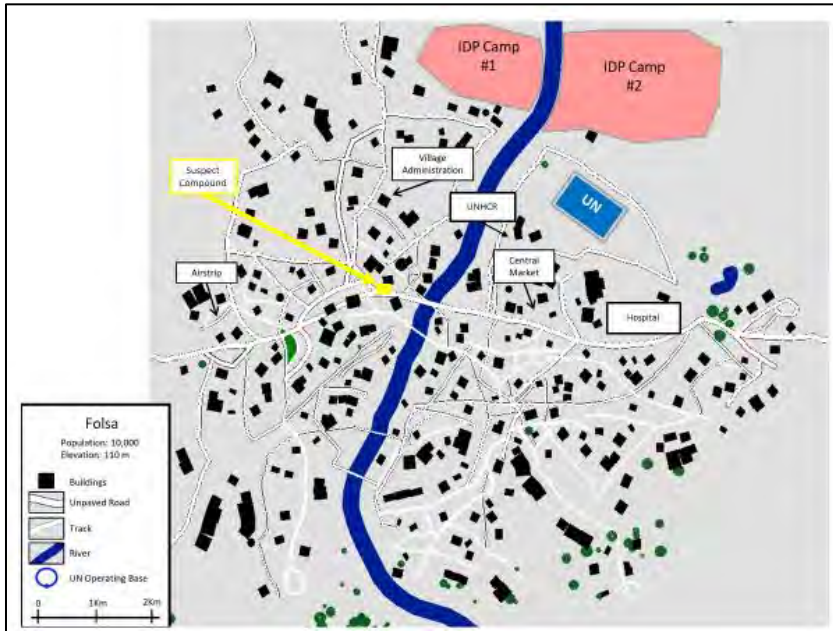 IDP Camp
#1
IDP Camp
#2
Village
Administration
Suspect
Compound
UNHCR
UN
Central
Market
Airstrip
Hospital
Folsa
Population: 10,000
Elevation: 110 m
Buildings
Unpaved Road
Track
River
UN Operating Base
0 1Km 2Km